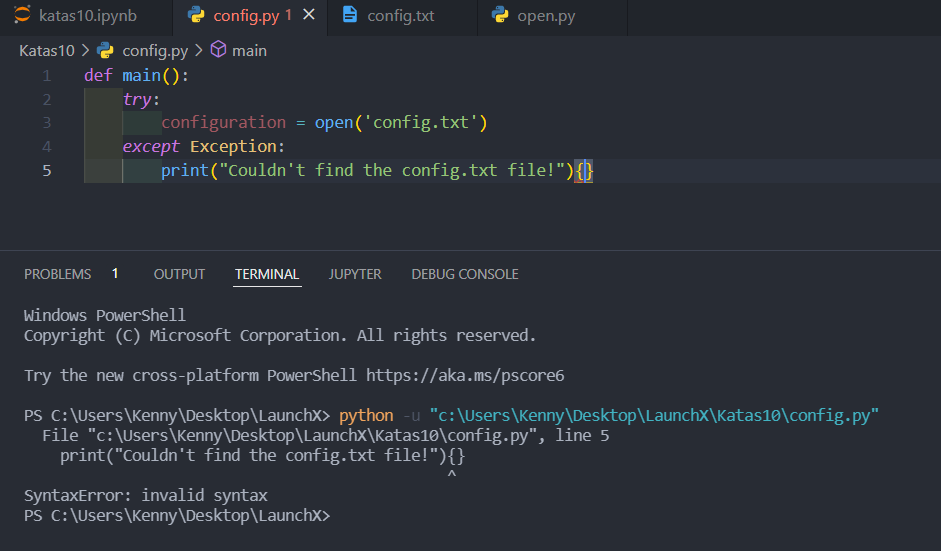 katas10.ipynb config.py 1 × config.txt open.py
Katas10 > config.py > main
1 def main():
2 try:
3 configuration = open('config.txt')
4 except Exception:
5 print("Couldn't find the config.txt file!"){}
PROBLEMS 1 OUTPUT TERMINAL JUPYTER DEBUG CONSOLE
Windows PowerShell
Copyright (C) Microsoft Corporation. All rights reserved.
Try the new cross-platform PowerShell https://aka.ms/pscore6
PS C:\Users\Kenny\Desktop\LaunchX> python -u "c:\Users\Kenny\Desktop\LaunchX\Katas10\config.py"
File "c:\Users\Kenny\Desktop\LaunchX\Katas10\config.py", line 5
print("Couldn't find the config.txt file!"){}
^
SyntaxError: invalid syntax
PS C:\Users\Kenny\Desktop\LaunchX>